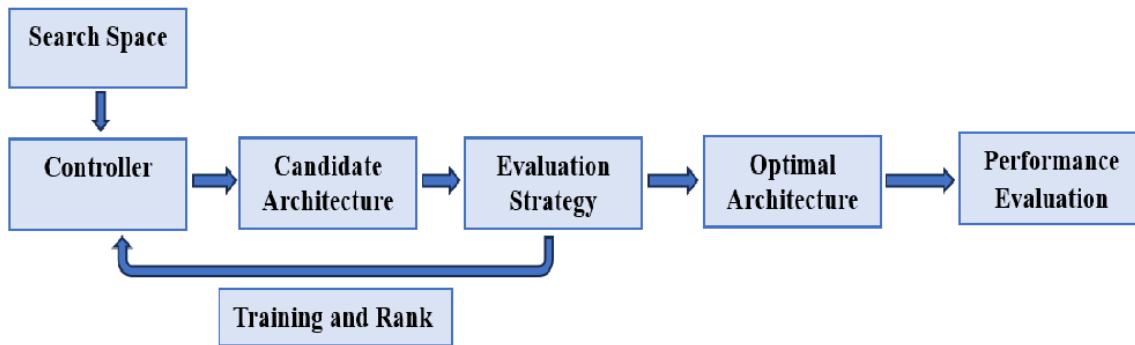 Search Space
Controller
Candidate
Architecture
Evaluation
Strategy
Optimal
Architecture
Performance
Evaluation
Training and Rank